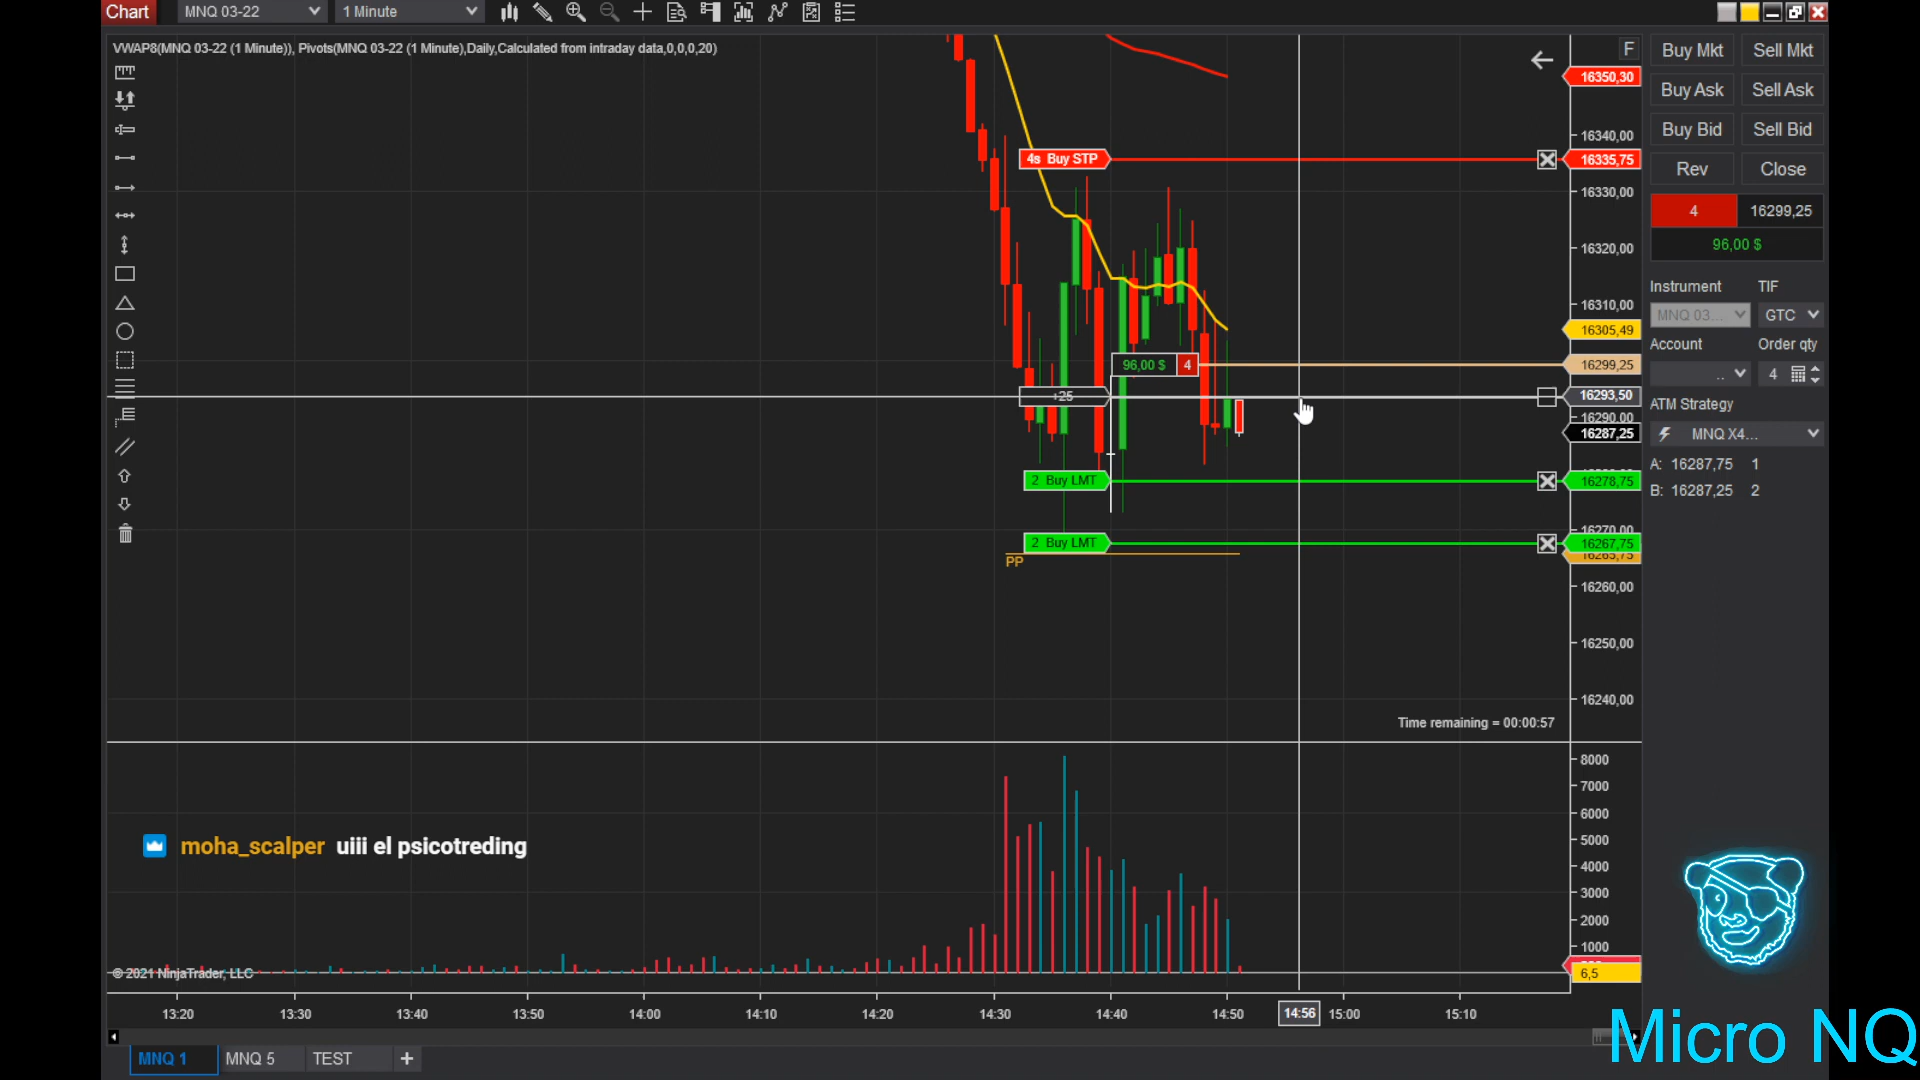 Chart
MNQ 03-22
1 Minute
VWAP8(MNQ 03-22 (1 Minute)), Pivots(MNQ 03-22 (1 Minute),Daily,Calculated from intraday data,0,0,0,20)
F
16350,30
16340,00
4s Buy STP
16335,75
16330,00
16320,00
16310,00
16305,49
96,00 $ 4
16299,25
+25
16293,50
16290,00
16287,25
2 Buy LMT
16278,75
16270,00
2 Buy LMT
16267,75
16265,75
PP
16260,00
16250,00
16240,00
Time remaining = 00:00:57
8000
7000
6000
5000
4000
3000
2000
1000
6,5
moha_scalper uiii el psicotreding
© 2021 NinjaTrader, LLC
13:20
13:30
13:40
13:50
14:00
14:10
14:20
14:30
14:40
14:50
14:56
15:00
15:10
MNQ 1
MNQ 5
TEST
+
Buy Mkt
Sell Mkt
Buy Ask
Sell Ask
Buy Bid
Sell Bid
Rev
Close
4
16299,25
96,00 $
Instrument
TIF
MNQ 03...
GTC
Account
Order qty
..
4
ATM Strategy
MNQ X4...
A: 16287,75 1
B: 16287,25 2
Micro NQ